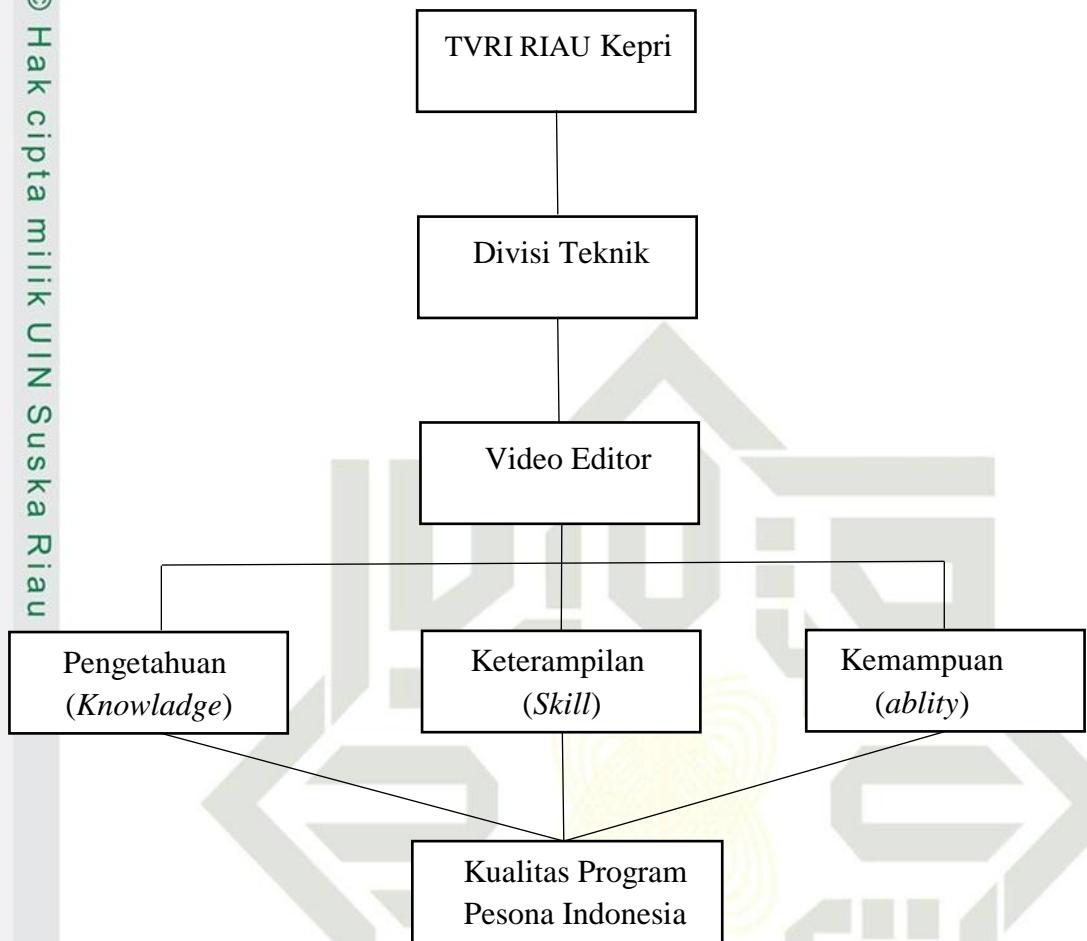 © Hak cipta milik UIN Suska Riau
TVRI RIAU Kepri
Divisi Teknik
Video Editor
Pengetahuan
(Knowladge)
Keterampilan
(Skill)
Kemampuan
(ablity)
Kualitas Program
Pesona Indonesia